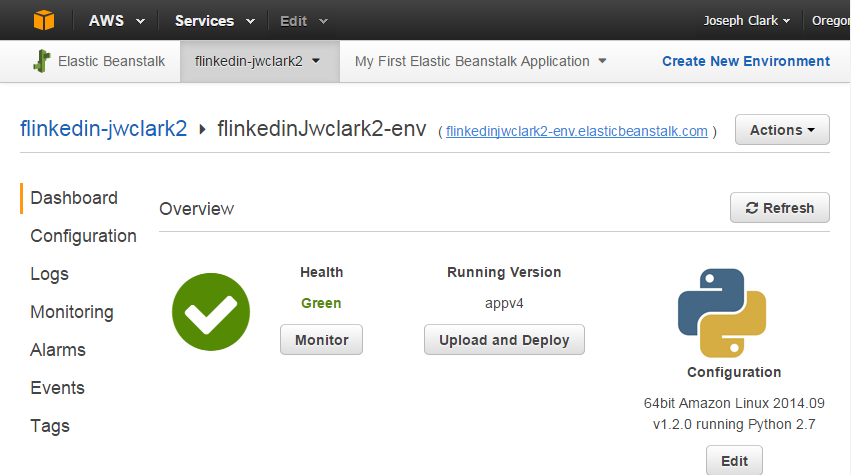 AWS Services Edit Joseph Clark Orego
Elastic Beanstalk flinkedin-jwclark2 My First Elastic Beanstalk Application Create New Environment
flinkedin-jwclark2 flinkedinJwclark2-env ( flinkedinjwclark2-env.elasticbeanstalk.com ) Actions
Dashboard
Overview
Refresh
Configuration
Logs
Monitoring
Alarms
Events
Tags
Health
Green
Monitor
Running Version
appv4
Upload and Deploy
Configuration
64bit Amazon Linux 2014.09
v1.2.0 running Python 2.7
Edit